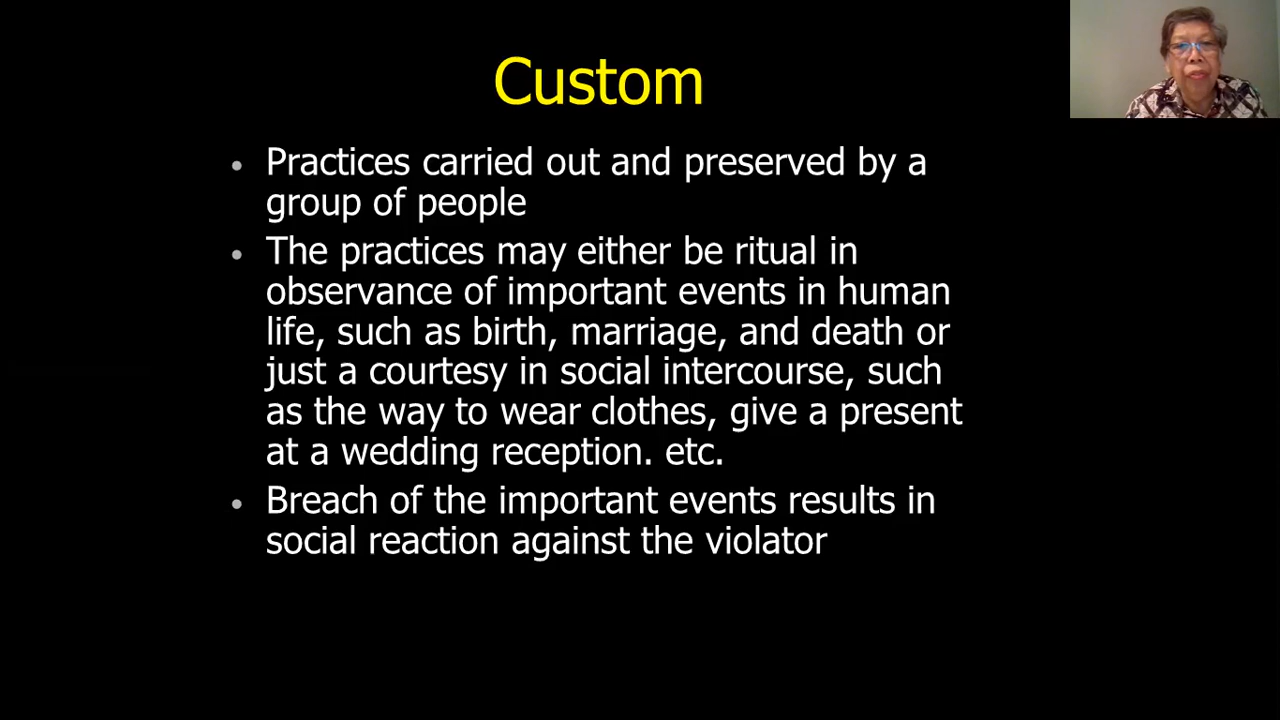 Custom
• Practices carried out and preserved by a
group of people
• The practices may either be ritual in
observance of important events in human
life, such as birth, marriage, and death or
just a courtesy in social intercourse, such
as the way to wear clothes, give a present
at a wedding reception. etc.
• Breach of the important events results in
social reaction against the violator